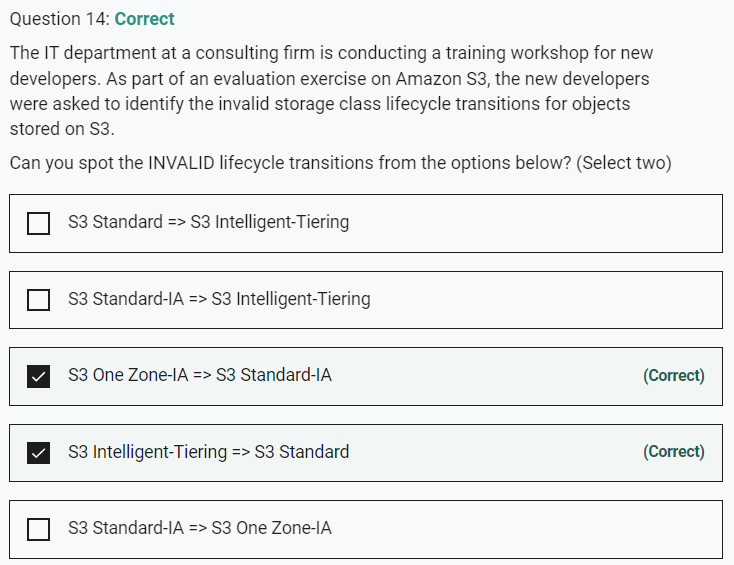 Question 14: Correct
The IT department at a consulting firm is conducting a training workshop for new
developers. As part of an evaluation exercise on Amazon S3, the new developers
were asked to identify the invalid storage class lifecycle transitions for objects
stored on S3.
Can you spot the INVALID lifecycle transitions from the options below? (Select two)
S3 Standard => S3 Intelligent-Tiering
S3 Standard-IA => S3 Intelligent-Tiering
S3 One Zone-IA => S3 Standard-IA (Correct)
S3 Intelligent-Tiering => S3 Standard (Correct)
S3 Standard-IA => S3 One Zone-IA